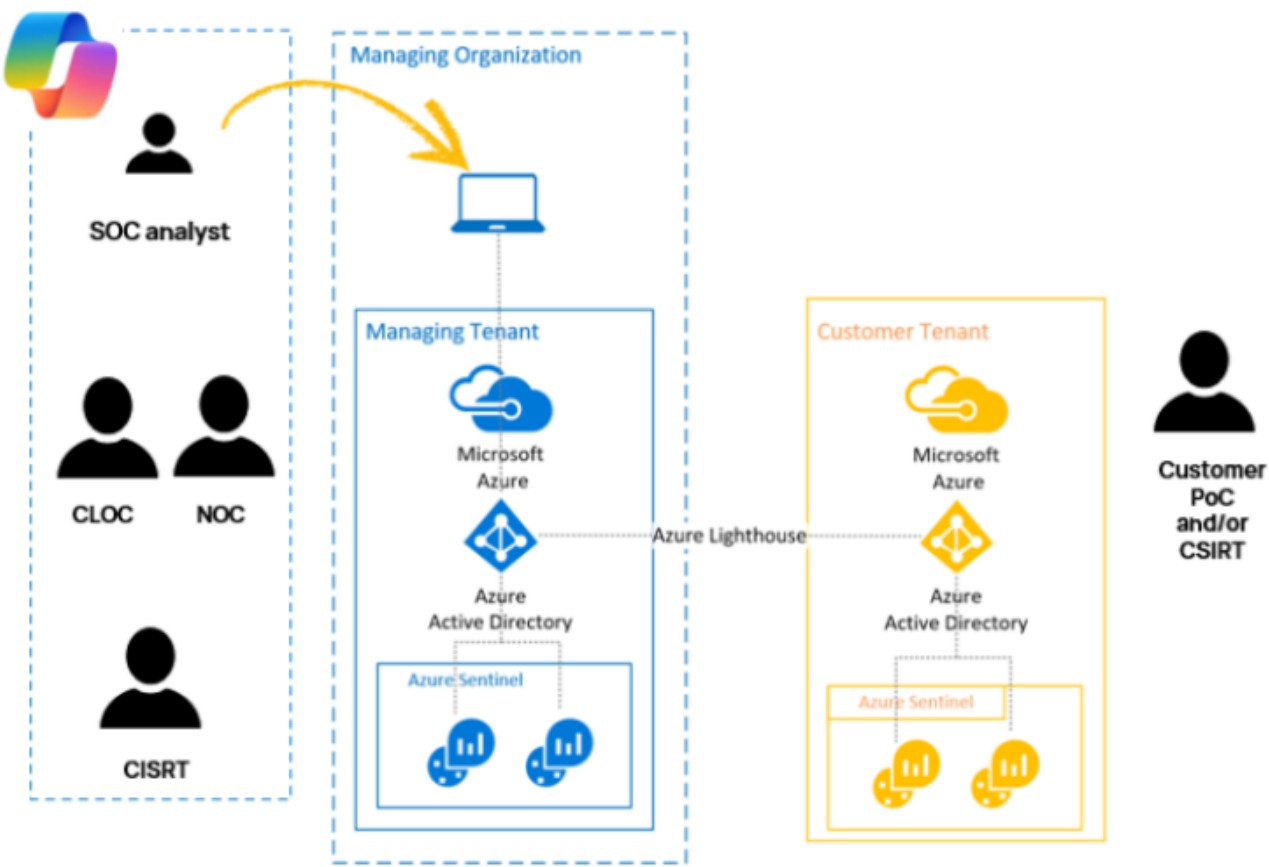 SOC analyst
CLOC
NOC
CISRT
Managing Organization
Managing Tenant
Microsoft
Azure
Azure
Active Directory
Azure Sentinel
Azure Lighthouse
Customer Tenant
Microsoft
Azure
Azure
Active Directory
Azure Sentinel
Customer
PoC
and/or
CSIRT